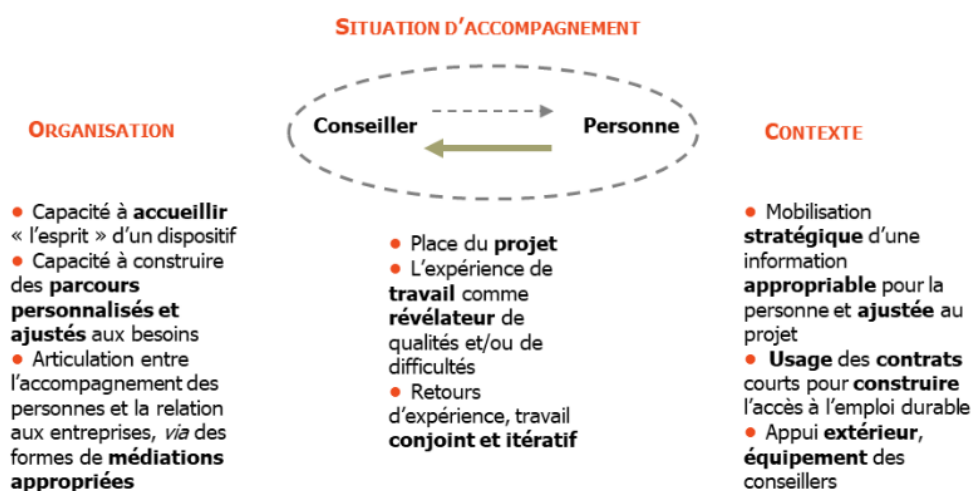 SITUATION D’ACCOMPAGNEMENT
Conseiller
Personne
ORGANISATION
• Capacité à accueillir
« l’esprit » d’un dispositif
• Capacité à construire
des parcours
personnalisés et
ajustés aux besoins
• Articulation entre
l’accompagnement des
personnes et la relation
aux entreprises, via des
formes de médiations
appropriées
• Place du projet
• L’expérience de
travail comme
révélateur de
qualités et/ou de
difficultés
• Retours
d’expérience, travail
conjoint et itératif
CONTEXTE
• Mobilisation
stratégique d’une
information
appropriable pour la
personne et ajustée au
projet
• Usage des contrats
courts pour construire
l’accès à l’emploi durable
• Appui extérieur,
équipement des
conseillers